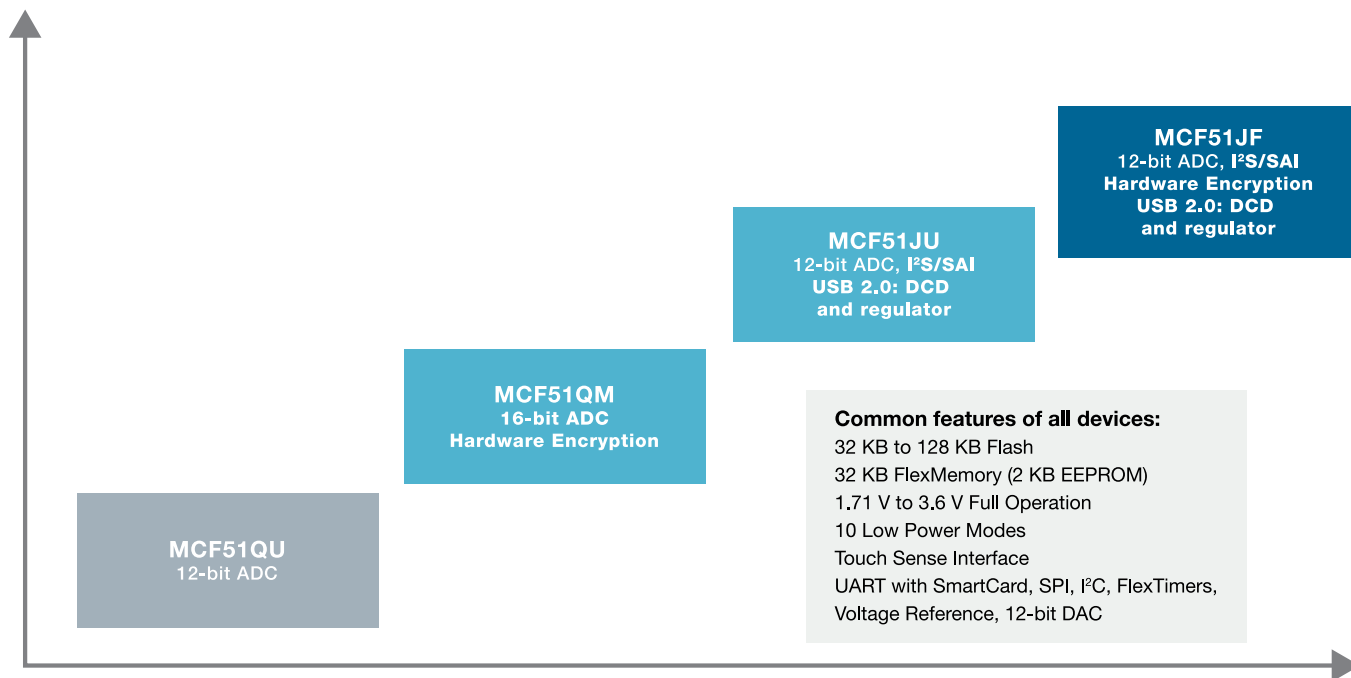 MCF51JF
12-bit ADC, I²S/SAI
Hardware Encryption
USB 2.0: DCD
and regulator
MCF51JU
12-bit ADC, I²S/SAI
USB 2.0: DCD
and regulator
MCF51QM
16-bit ADC
Hardware Encryption
MCF51QU
12-bit ADC
Common features of all devices:
32 KB to 128 KB Flash
32 KB FlexMemory (2 KB EEPROM)
1.71 V to 3.6 V Full Operation
10 Low Power Modes
Touch Sense Interface
UART with SmartCard, SPI, I²C, FlexTimers,
Voltage Reference, 12-bit DAC